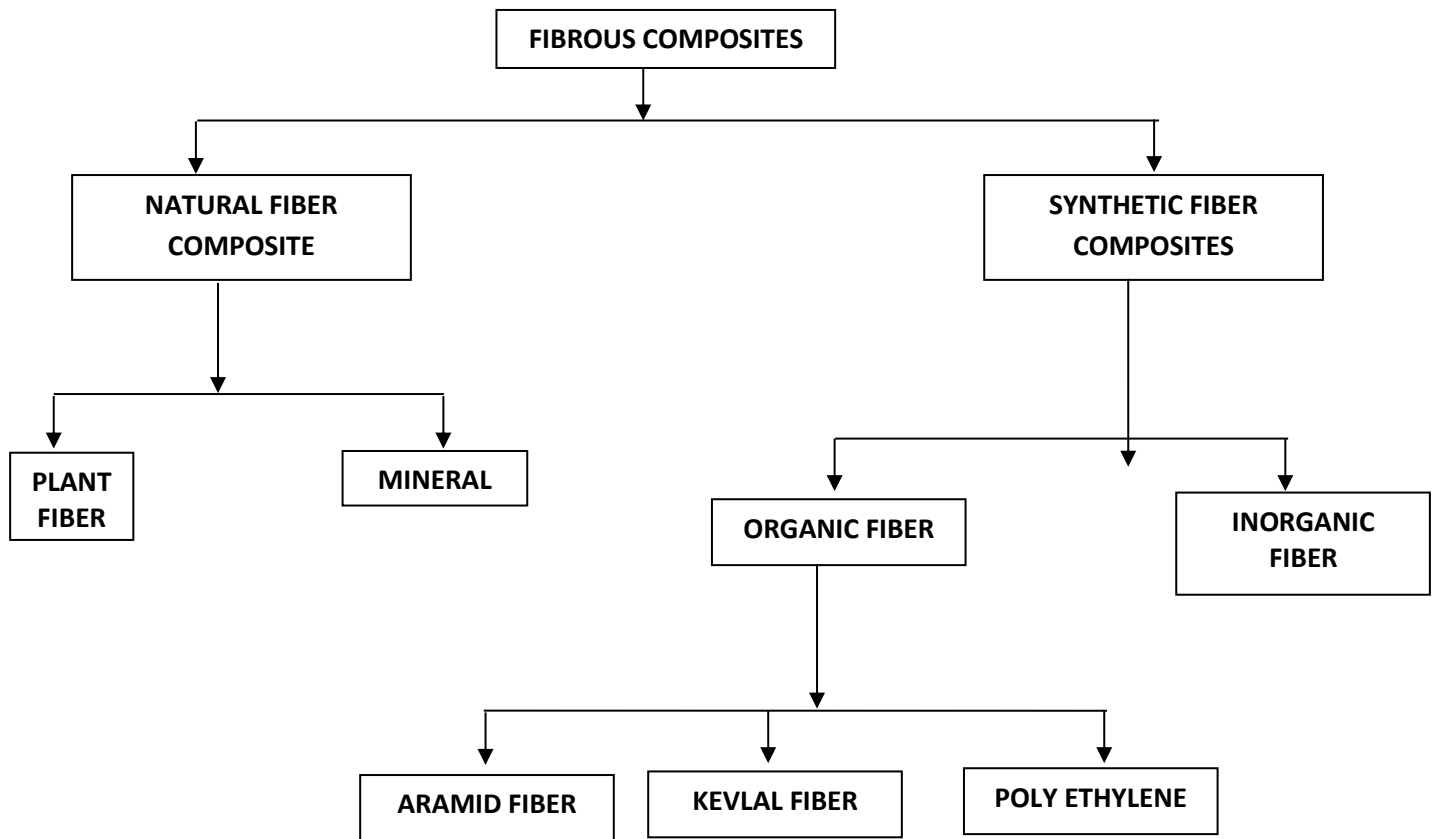 FIBROUS COMPOSITES
NATURAL FIBER
COMPOSITE
SYNTHETIC FIBER
COMPOSITES
PLANT
FIBER
MINERAL
ORGANIC FIBER
INORGANIC
FIBER
ARAMID FIBER
KEVLAL FIBER
POLY ETHYLENE